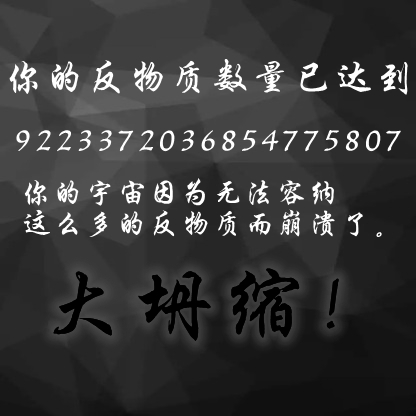 你的反物质数量已达到
9223372036854775807
你的宇宙因为无法容纳
这么多的反物质而崩溃了。
大坍缩！